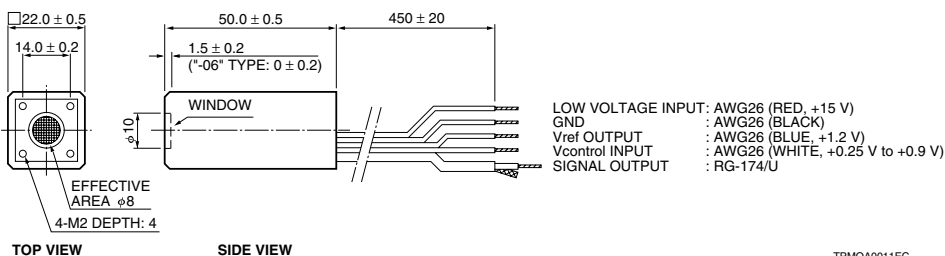 □22.0 ± 0.5
14.0 ± 0.2
50.0 ± 0.5
450 ± 20
1.5 ± 0.2
("-06" TYPE: 0 ± 0.2)
WINDOW
φ10
EFFECTIVE
AREA φ8
4-M2 DEPTH: 4
LOW VOLTAGE INPUT: AWG26 (RED, +15 V)
GND : AWG26 (BLACK)
Vref OUTPUT : AWG26 (BLUE, +1.2 V)
Vcontrol INPUT : AWG26 (WHITE, +0.25 V to +0.9 V)
SIGNAL OUTPUT : RG-174/U
TOP VIEW
SIDE VIEW